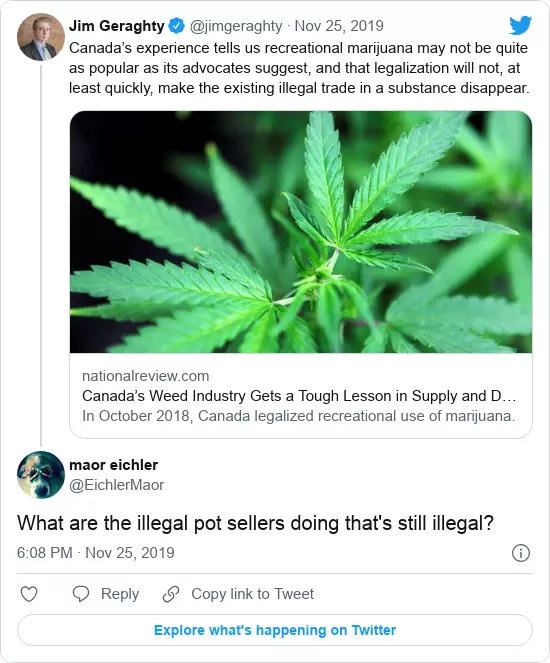 Jim Geraghty @jimgeraghty · Nov 25, 2019
Canada’s experience tells us recreational marijuana may not be quite
as popular as its advocates suggest, and that legalization will not, at
least quickly, make the existing illegal trade in a substance disappear.
nationalreview.com
Canada’s Weed Industry Gets a Tough Lesson in Supply and D…
In October 2018, Canada legalized recreational use of marijuana.
maor eichler
@EichlerMaor
What are the illegal pot sellers doing that's still illegal?
6:08 PM · Nov 25, 2019
Reply Copy link to Tweet
Explore what's happening on Twitter